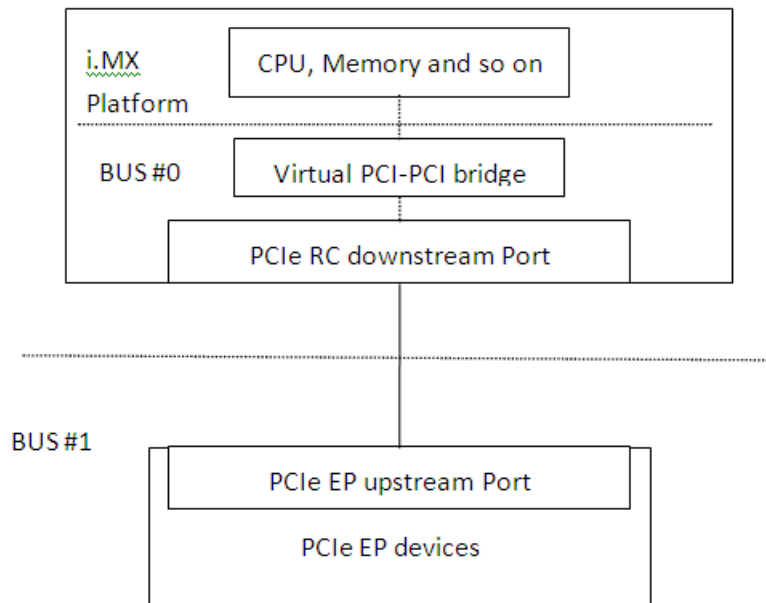 i.MX
Platform
CPU, Memory and so on
BUS #0
Virtual PCI-PCI bridge
PCIe RC downstream Port
BUS #1
PCIe EP upstream Port
PCIe EP devices